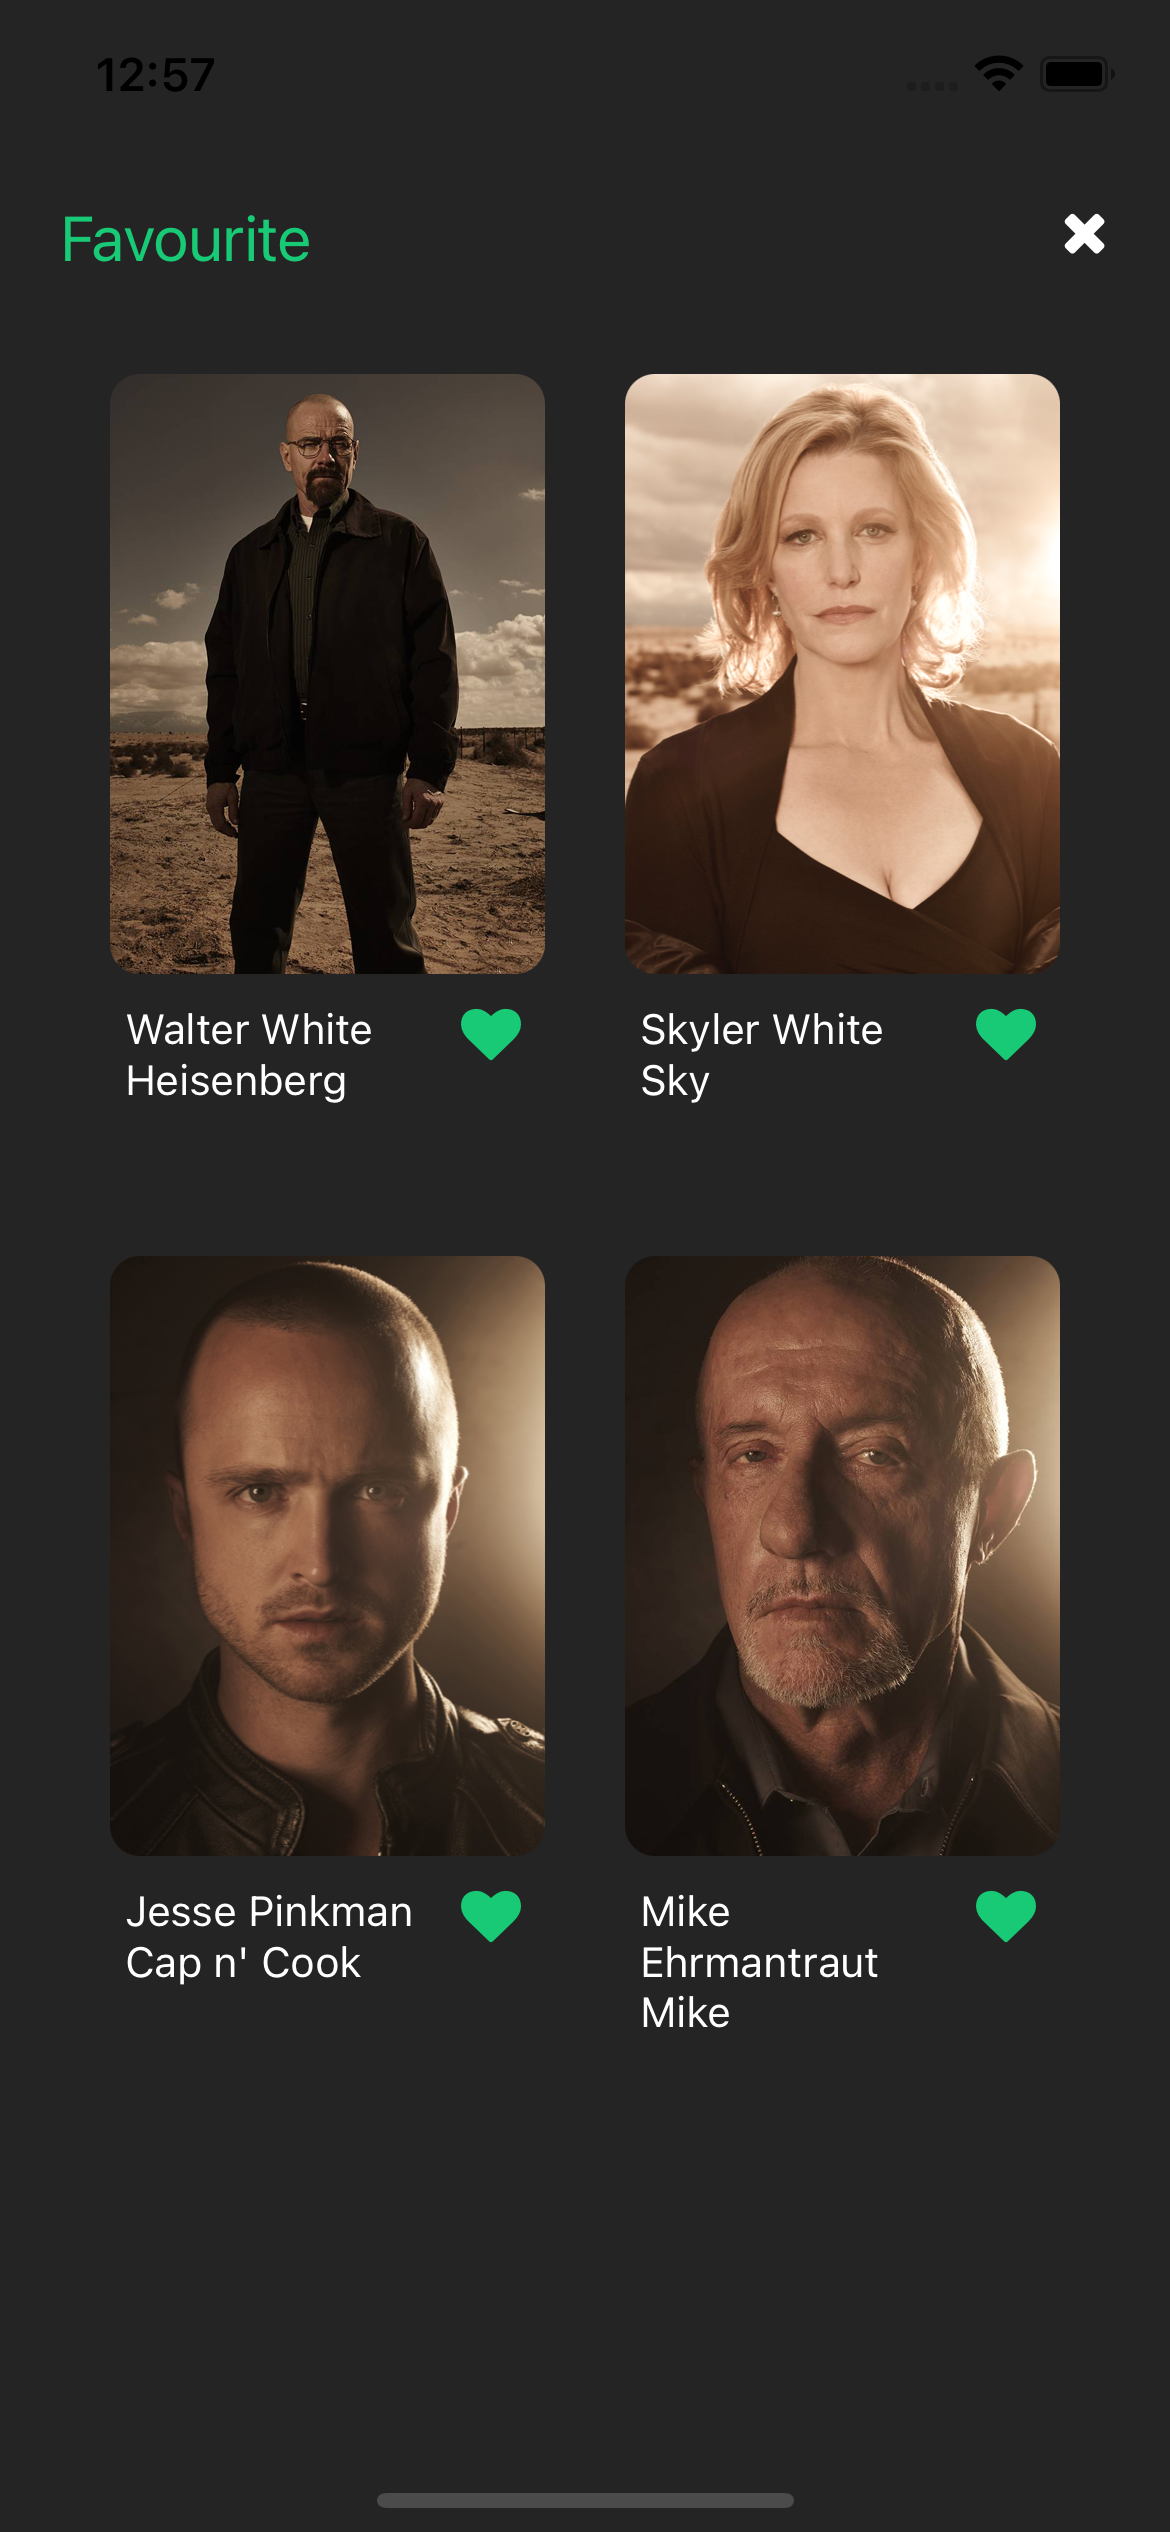 12:57
Favourite
Walter White
Heisenberg
Skyler White
Sky
Jesse Pinkman
Cap n' Cook
Mike
Ehrmantraut
Mike